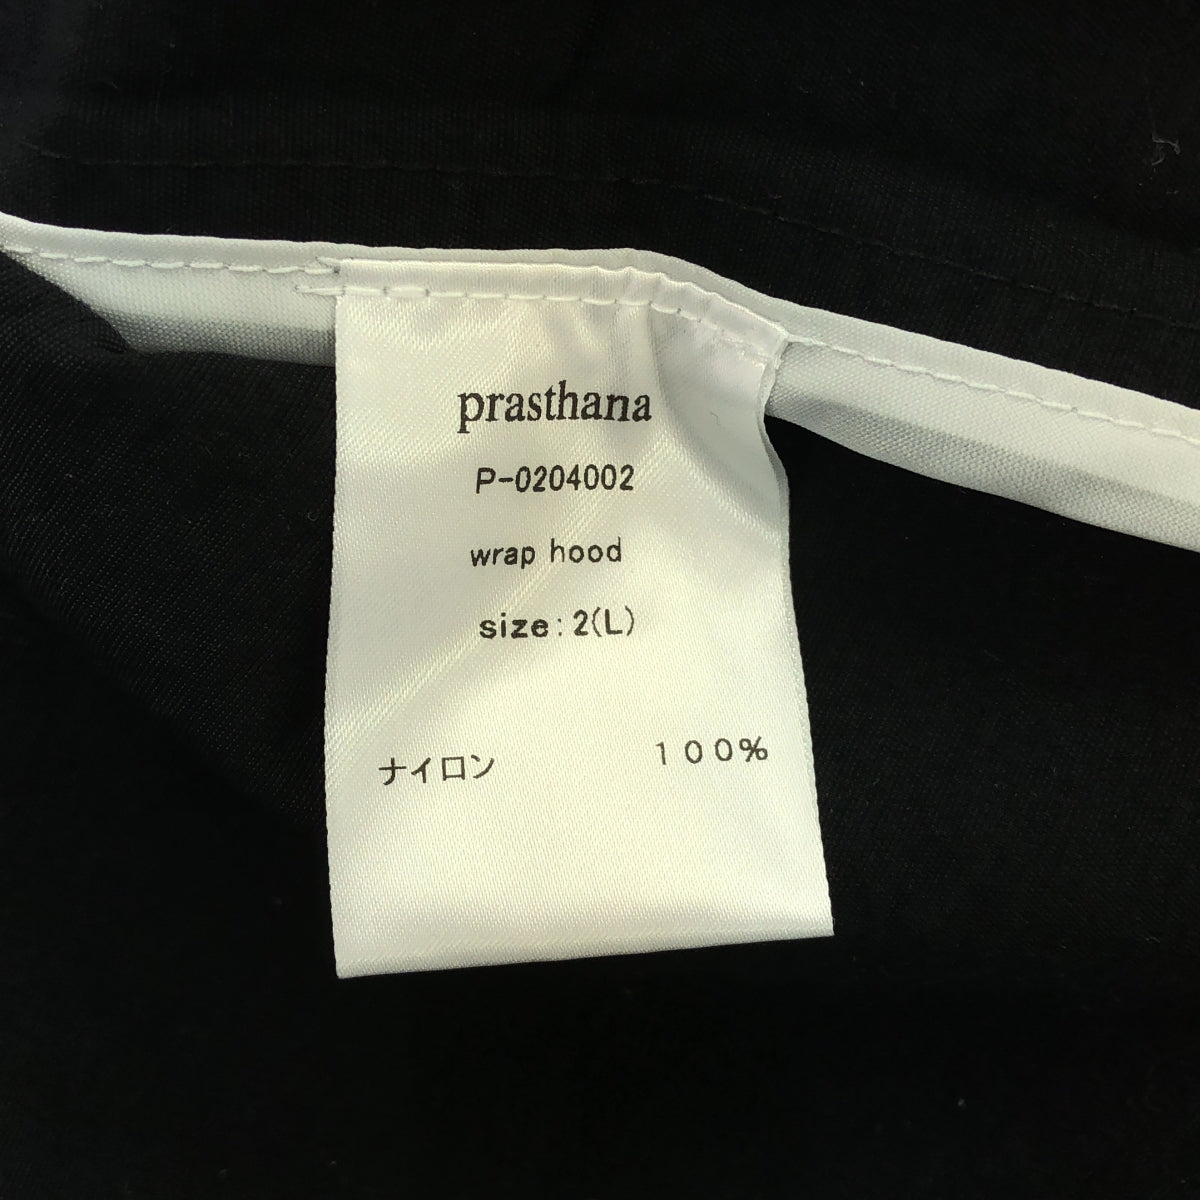 prasthana
P-0204002
wrap hood
size:2(L)
ナイロン 100%